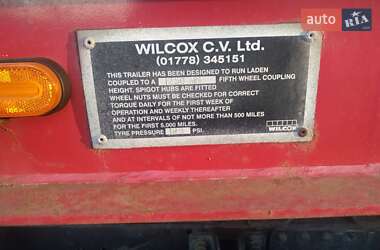 auto RIA.com
WILCOX C.V. Ltd.
(01778) 345151
THIS TRAILER HAS BEEN DESIGNED TO RUN LADEN
COUPLED TO A FIFTH WHEEL COUPLING
HEIGHT. SPIGOT HUBS ARE FITTED
WHEEL NUTS MUST BE CHECKED FOR CORRECT
TORQUE DAILY FOR THE FIRST WEEK OF
OPERATION AND WEEKLY THEREAFTER
AND AT INTERVALS OF NOT MORE THAN 500 MILES
FOR THE FIRST 5,000 MILES.
TYRE PRESSURE PSI.
WILCOX